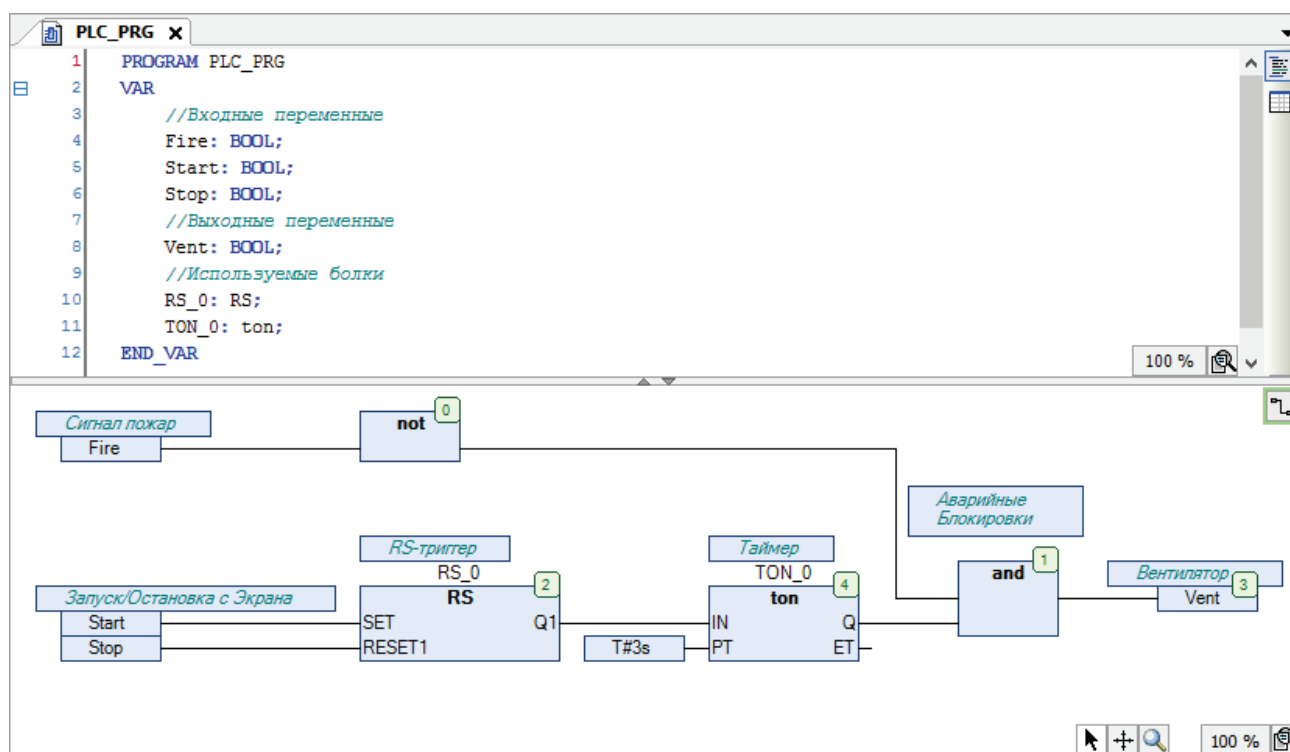 PLC_PRG
1 PROGRAM PLC_PRG
2 VAR
3 //Входные переменные
4 Fire: BOOL;
5 Start: BOOL;
6 Stop: BOOL;
7 //Выходные переменные
8 Vent: BOOL;
9 //Используемые болки
10 RS_0: RS;
11 TON_0: ton;
12 END_VAR
100 %
Сигнал пожар
Fire
not
0
Аварийные
Блокировки
RS-триггер
RS_0
RS
2
Запуск/Остановка с Экрана
Start
Stop
SET
RESET1
Q1
Таймер
TON_0
ton
4
IN
PT
Q
ET
T#3s
and
1
Вентилятор
Vent
3
100 %